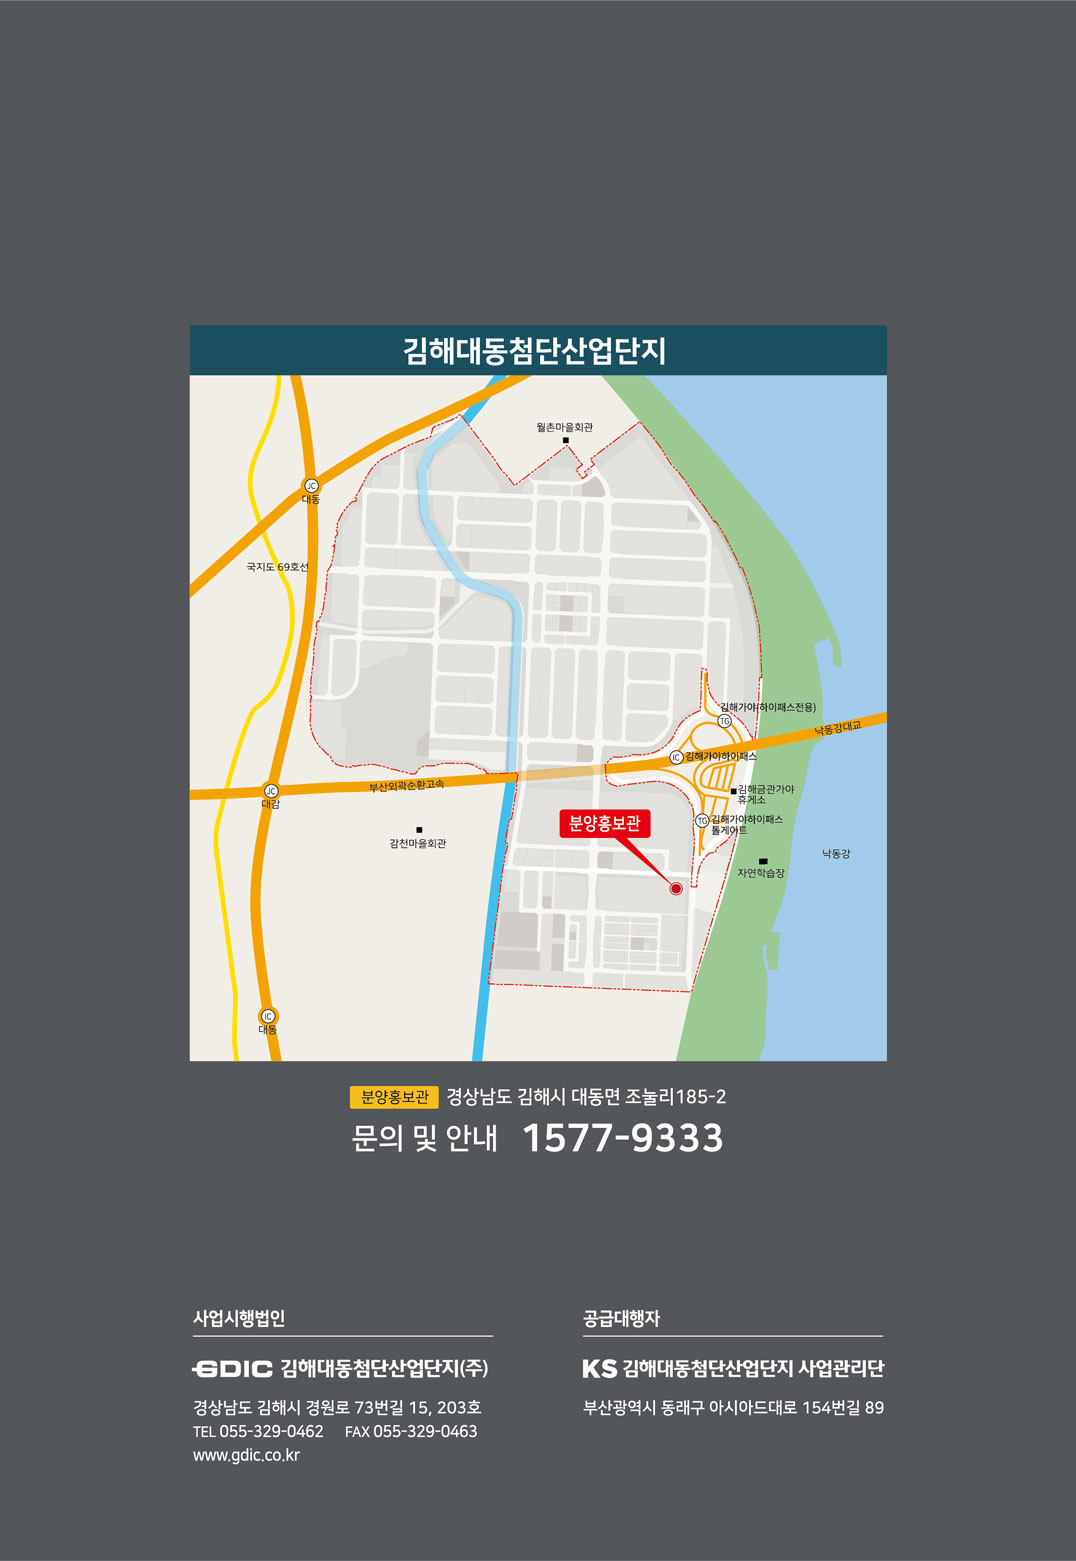 김해대동첨단산업단지
월촌마을회관
JC
대동
국지도 69호선
김해가야(하이패스전용)
TG
낙동강대교
IC
김해가야하이패스
JC
대감
부산외곽순환고속
김해금관가야
휴게소
분양홍보관
TG
김해가야하이패스
톨게이트
감천마을회관
낙동강
자연학습장
IC
대동
분양홍보관 경상남도 김해시 대동면 조눌리185-2
문의 및 안내 1577-9333
사업시행법인
GDIC 김해대동첨단산업단지(주)
경상남도 김해시 경원로 73번길 15, 203호
TEL 055-329-0462 FAX 055-329-0463
www.gdic.co.kr
공급대행자
KS 김해대동첨단산업단지 사업관리단
부산광역시 동래구 아시아드대로 154번길 89